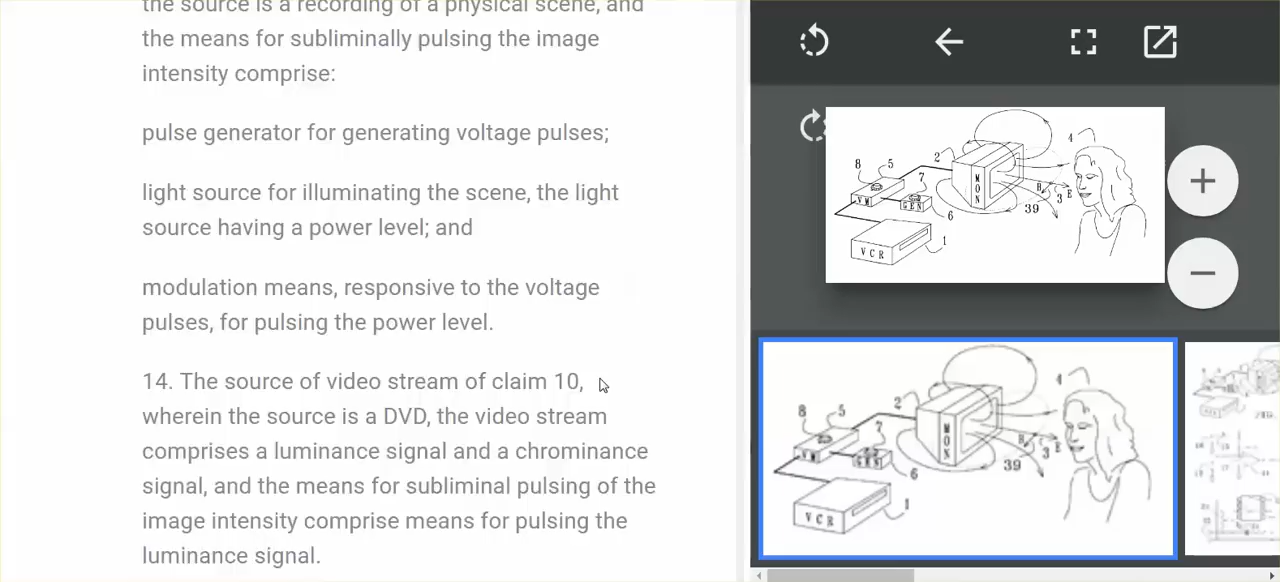 the source is a recording of a physical scene, and
the means for subliminally pulsing the image
intensity comprise:
pulse generator for generating voltage pulses;
light source for illuminating the scene, the light
source having a power level; and
modulation means, responsive to the voltage
pulses, for pulsing the power level.
14. The source of video stream of claim 10,
wherein the source is a DVD, the video stream
comprises a luminance signal and a chrominance
signal, and the means for subliminal pulsing of the
image intensity comprise means for pulsing the
luminance signal.
8 5 2 4
7
MON
VM GEN
39 3 E
6
VCR 1
8 5 2 4
7
MON
VM GEN
39 3 E
6
VCR 1